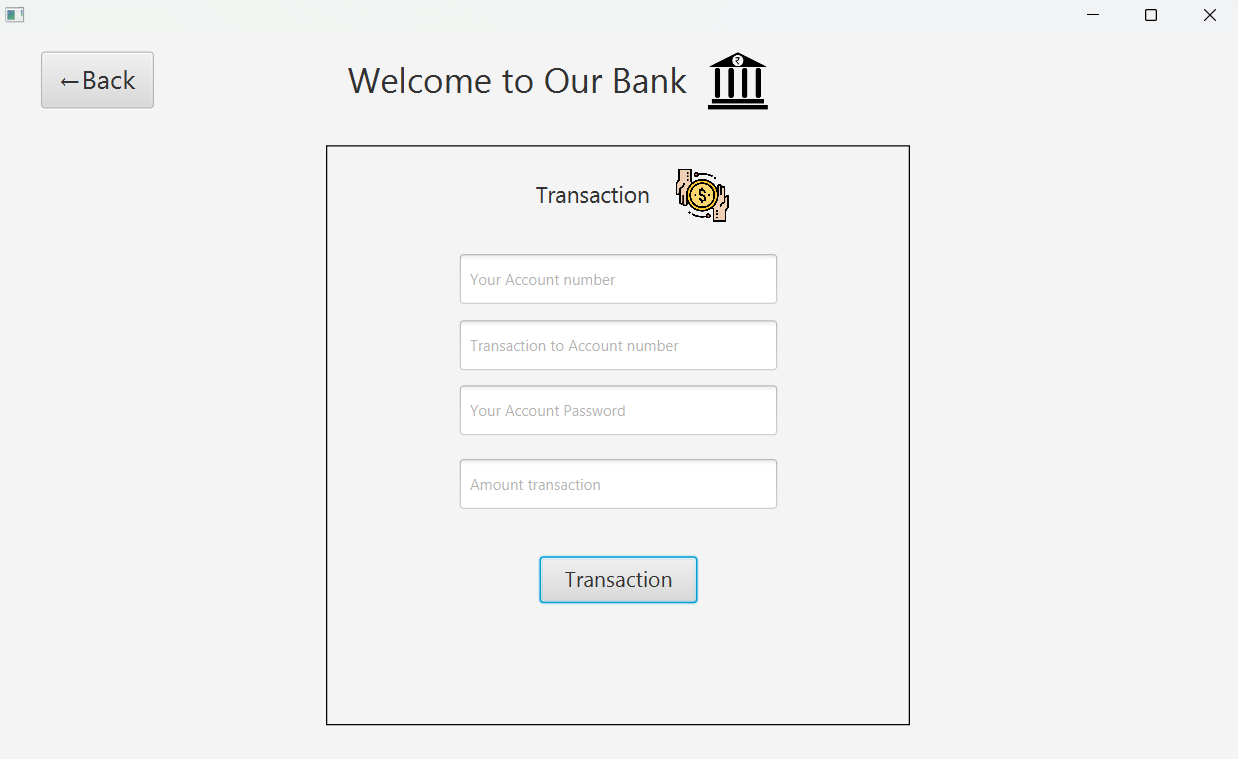 ←Back
Welcome to Our Bank
₹
Transaction
$
Your Account number
Transaction to Account number
Your Account Password
Amount transaction
Transaction